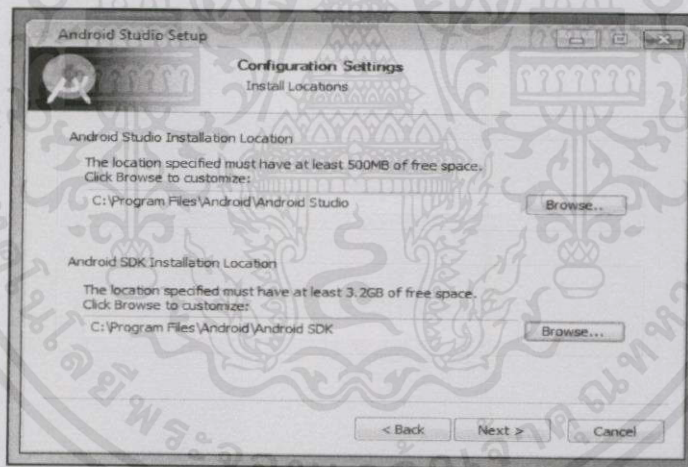 Android Studio Setup
Configuration Settings
Install Locations
Android Studio Installation Location
The location specified must have at least 500MB of free space.
Click Browse to customize:
C:\Program Files\Android\Android Studio
Browse..
Android SDK Installation Location
The location specified must have at least 3.2GB of free space.
Click Browse to customize:
C:\Program Files\Android\Android SDK
Browse...
< Back
Next >
Cancel